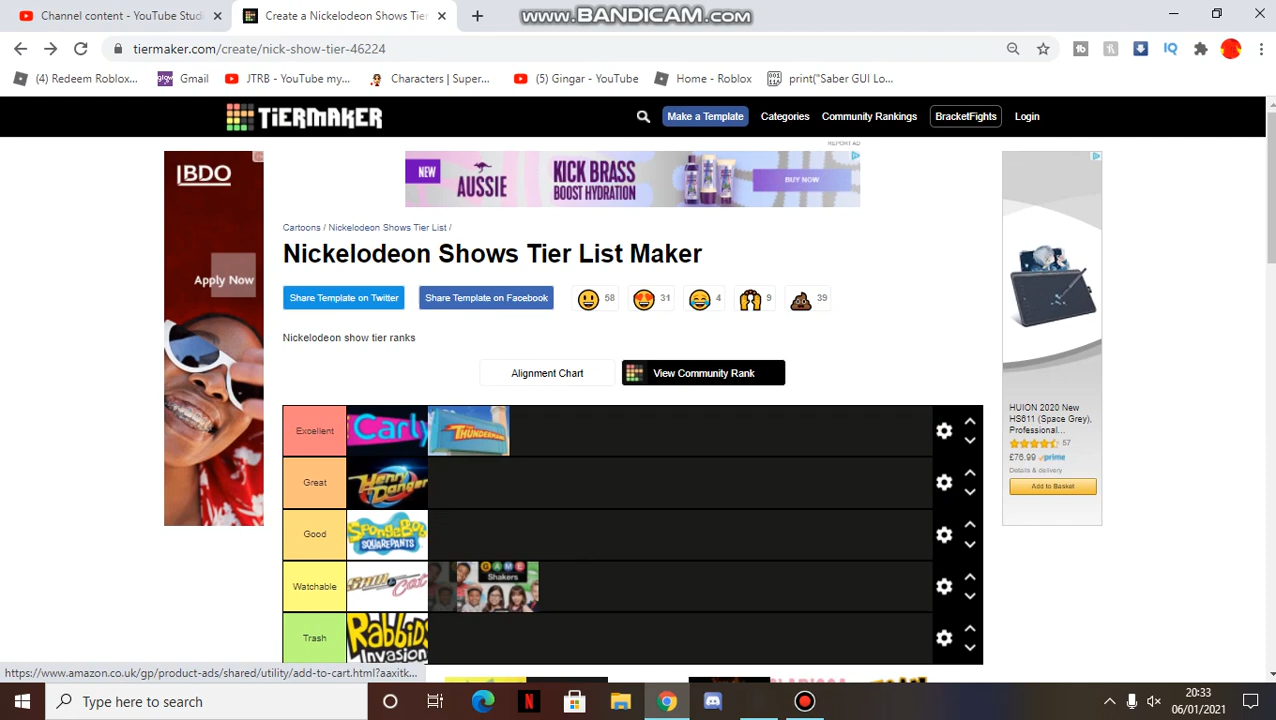 Channel content - YouTube Studi
Create a Nickelodeon Shows Tier
www.BANDICAM.com
tiermaker.com/create/nick-show-tier-46224
(4) Redeem Roblox...
Gmail
JTRB - YouTube my...
Characters | Super...
(5) Gingar - YouTube
Home - Roblox
print("Saber GUI Lo...
TiERMAKER
Make a Template
Categories
Community Rankings
BracketFights
Login
REPORT AD
BDO
Apply Now
NEW
AUSSIE
KICK BRASS
BOOST HYDRATION
BUY NOW
Cartoons / Nickelodeon Shows Tier List /
Nickelodeon Shows Tier List Maker
Share Template on Twitter
Share Template on Facebook
58
31
4
9
39
Nickelodeon show tier ranks
Alignment Chart
View Community Rank
Excellent
Carly
THUNDERMANS
Great
Henry Danger
Good
SpongeBob
SQUAREPANTS
Watchable
SAM & Cat
GAME
Shakers
Trash
Rabbids
Invasion
HUION 2020 New
HS611 (Space Grey),
Professional...
57
£76.99 prime
Details & delivery
Add to Basket
https://www.amazon.co.uk/gp/product-ads/shared/utility/add-to-cart.html?aaxitk...
Type here to search
20:33
06/01/2021